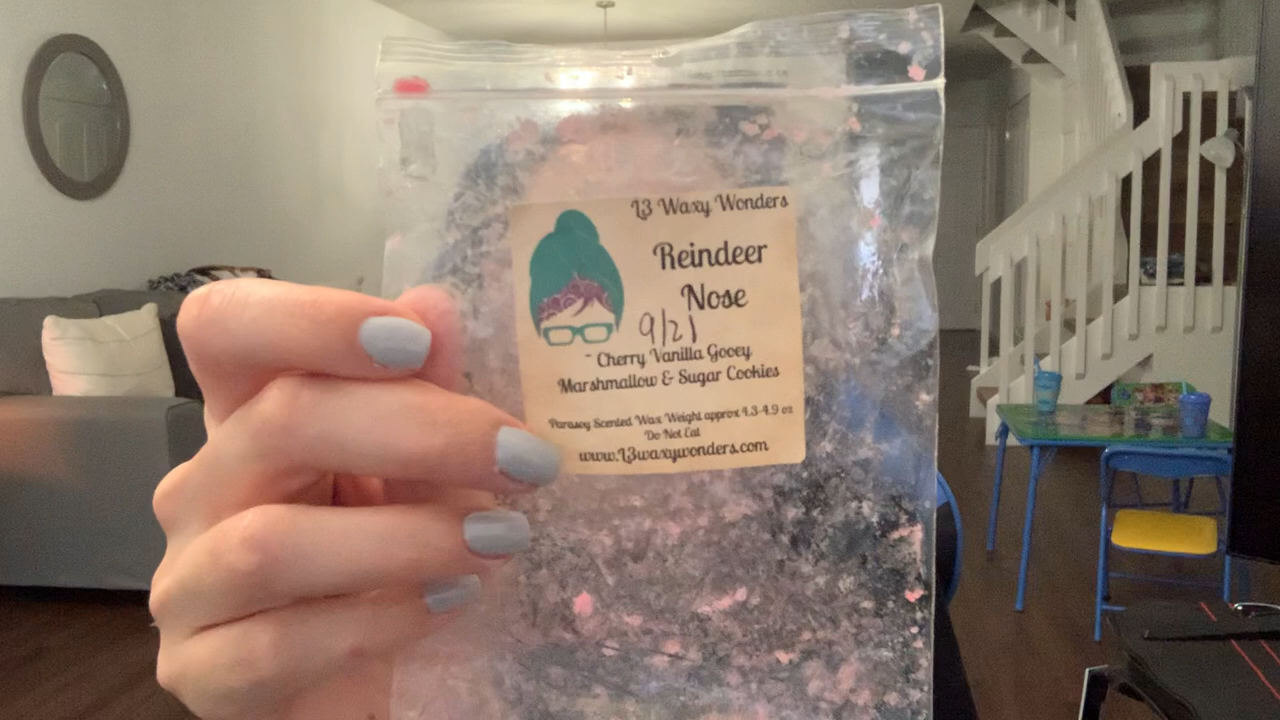 L3 Waxy Wonders
Reindeer
Nose
9/21
~ Cherry Vanilla Gooey
Marshmallow & Sugar Cookies
Parasoy Scented Wax Weight approx 4.3-4.9 oz
Do Not Eat
www.L3waxywonders.com